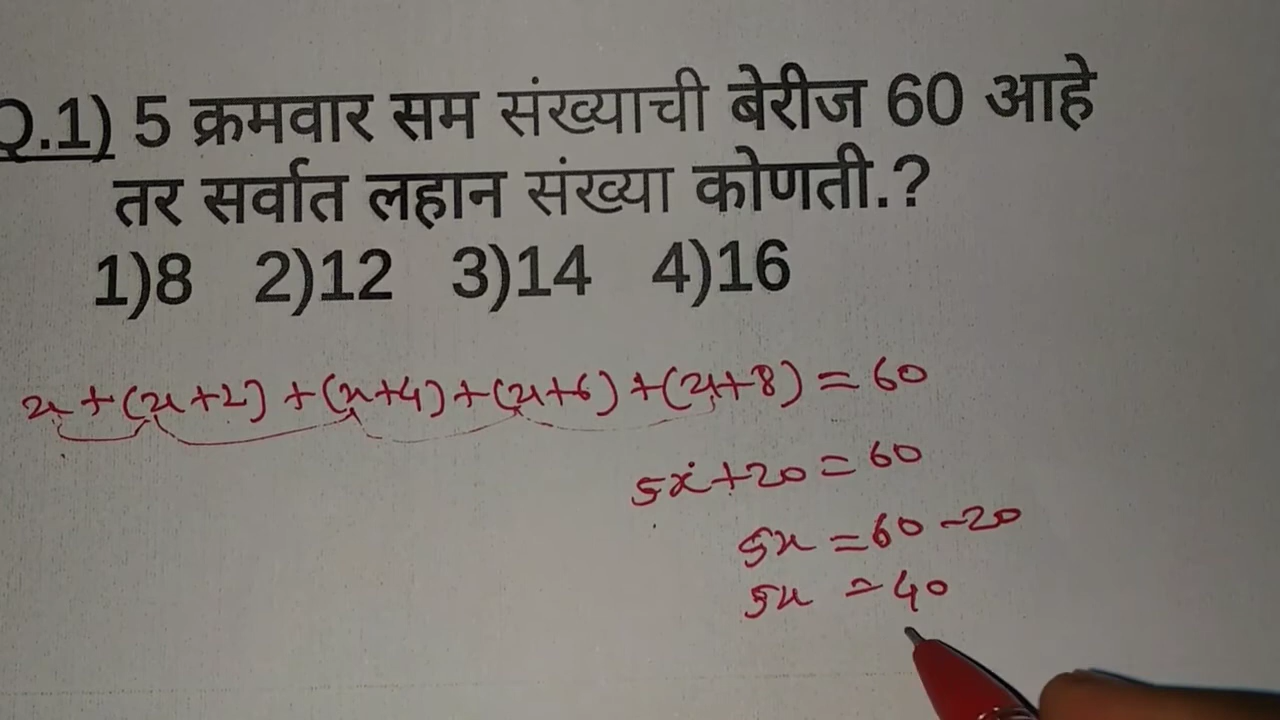 Q.1) 5 क्रमवार सम संख्याची बेरीज 60 आहे
तर सर्वात लहान संख्या कोणती.?
1)8 2)12 3)14 4)16
x+(x+2)+(x+4)+(x+6)+(x+8)=60
5x+20=60
5x=60-20
5x=40